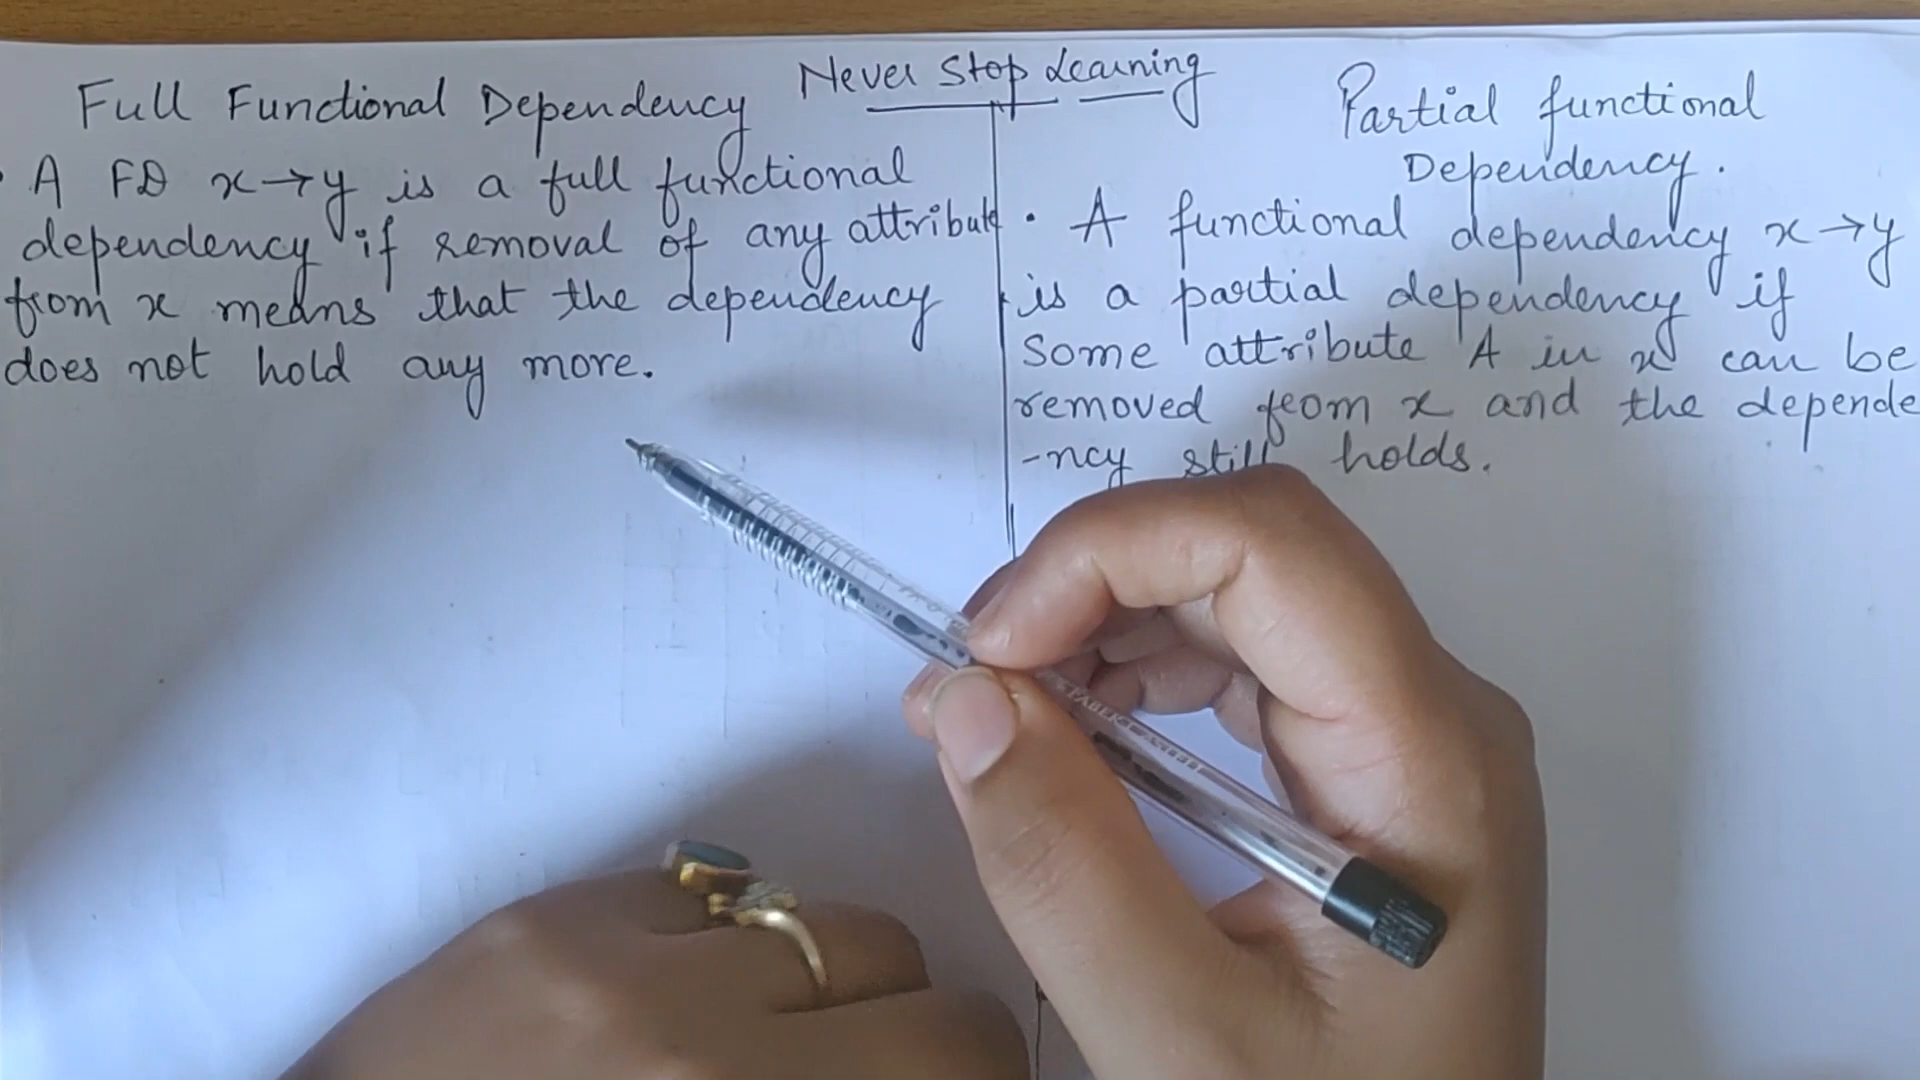 Never Stop Learning
Full Functional Dependency
• A FD x→y is a full functional
dependency if removal of any attribute
from x means that the dependency
does not hold any more.
Partial functional
Dependency.
• A functional dependency x→y
is a partial dependency if
Some attribute A in x can be
removed from x and the depende
-ncy still holds.
FABER-CASTELL